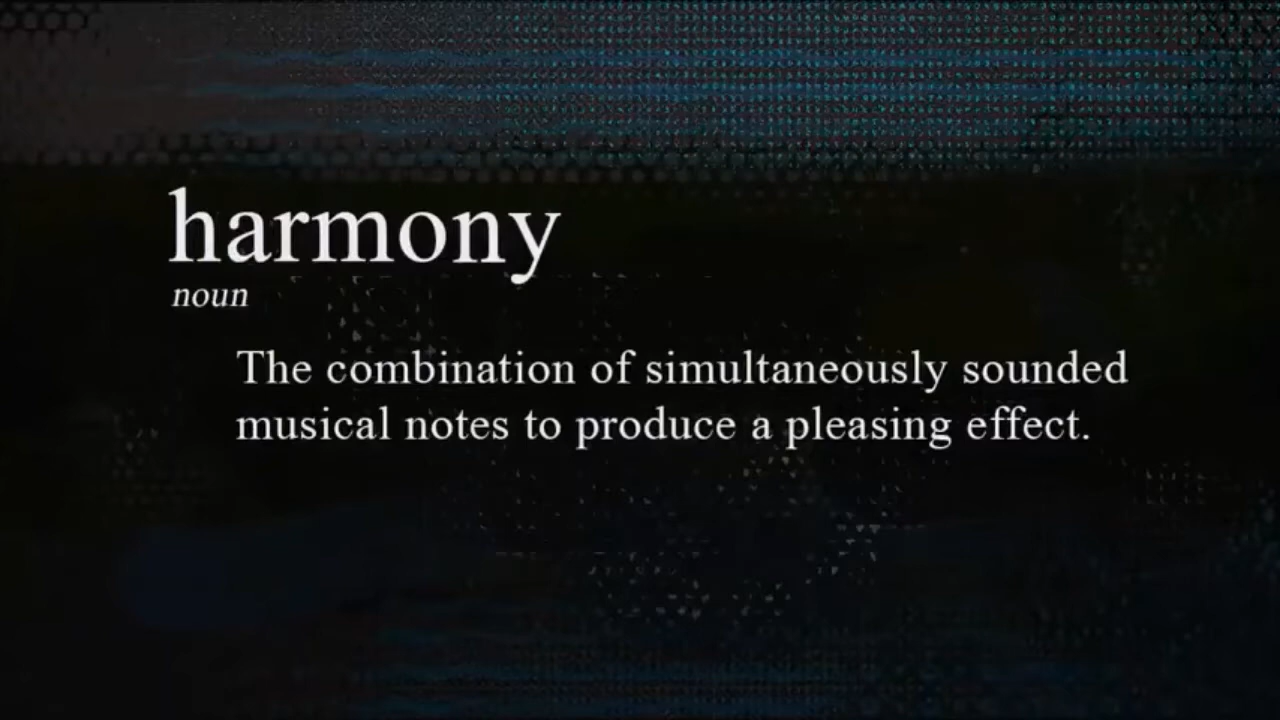 harmony
noun
The combination of simultaneously sounded
musical notes to produce a pleasing effect.